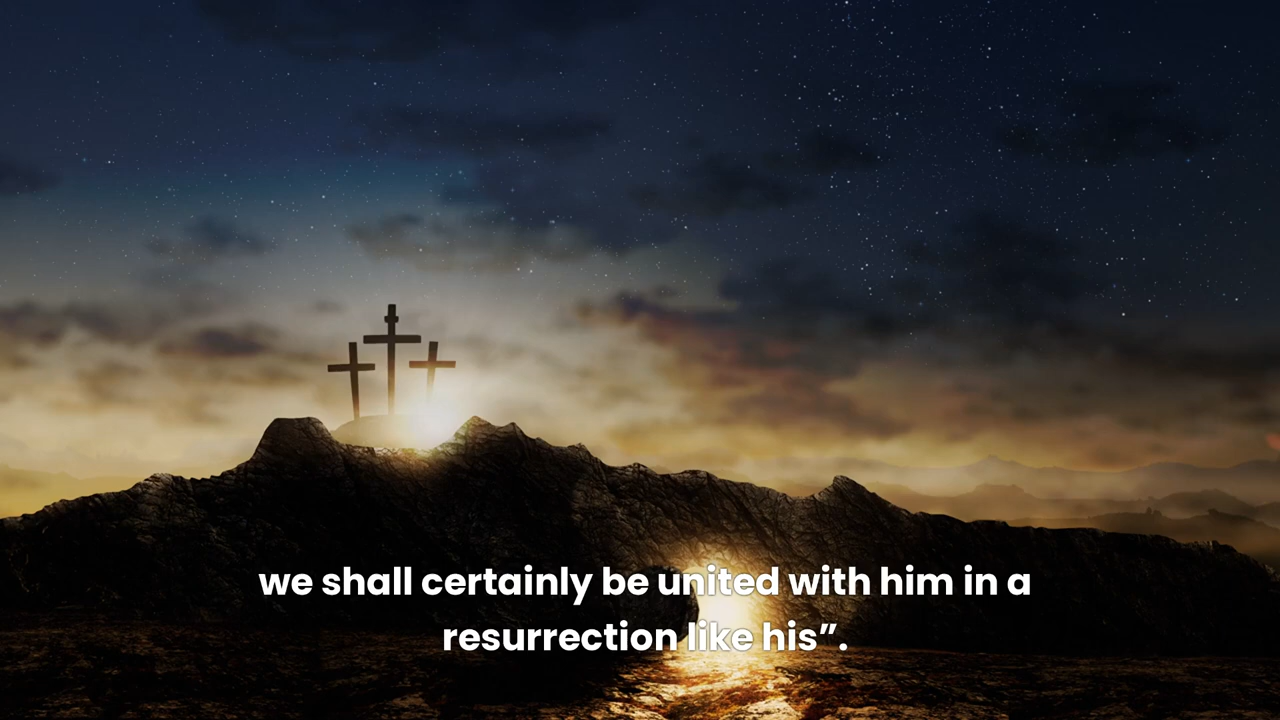 we shall certainly be united with him in a
resurrection like his”.